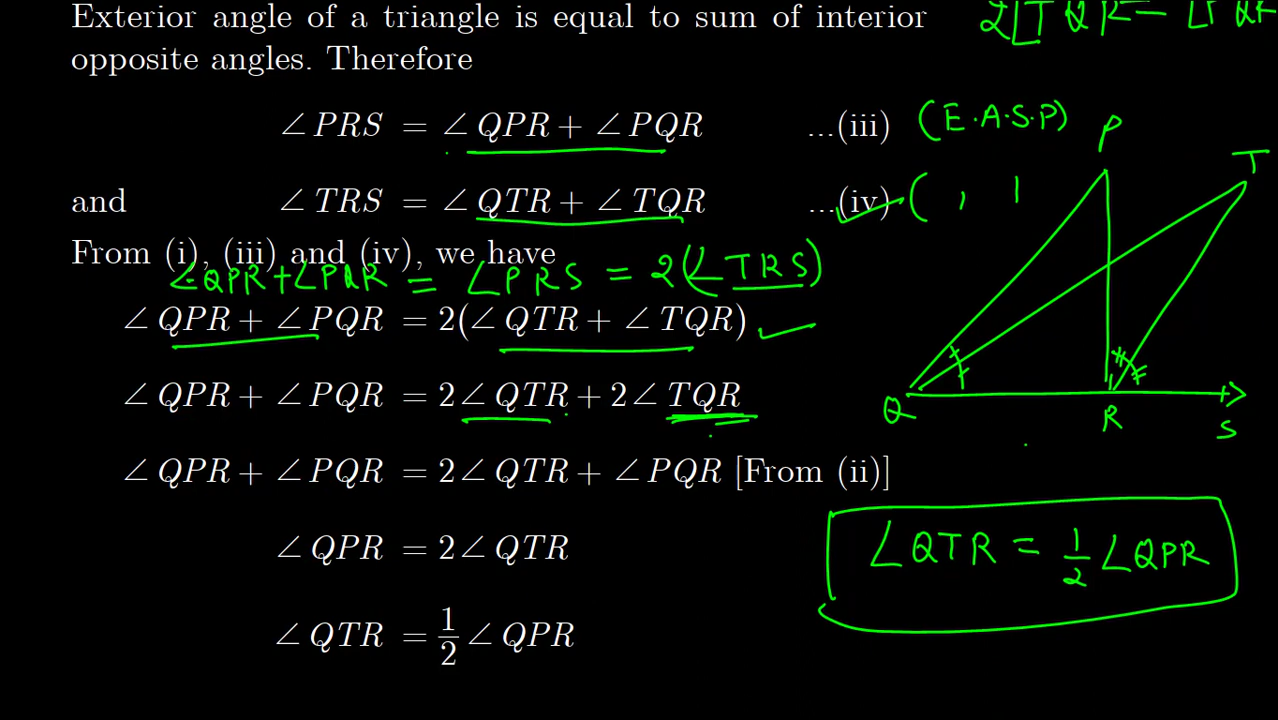 Exterior angle of a triangle is equal to sum of interior
opposite angles. Therefore
∠PRS = ∠QPR + ∠PQR ...(iii) (E.A.S.P)
and ∠TRS = ∠QTR + ∠TQR ...(iv) ( , )
From (i), (iii) and (iv), we have
∠QPR + ∠PQR = ∠PRS = 2(∠TRS)
∠QPR + ∠PQR = 2(∠QTR + ∠TQR)
∠QPR + ∠PQR = 2∠QTR + 2∠TQR
∠QPR + ∠PQR = 2∠QTR + ∠PQR [From (ii)]
∠QPR = 2∠QTR
∠QTR = 1/2 ∠QPR
P
T
Q
R
S
∠QTR = 1/2 ∠QPR